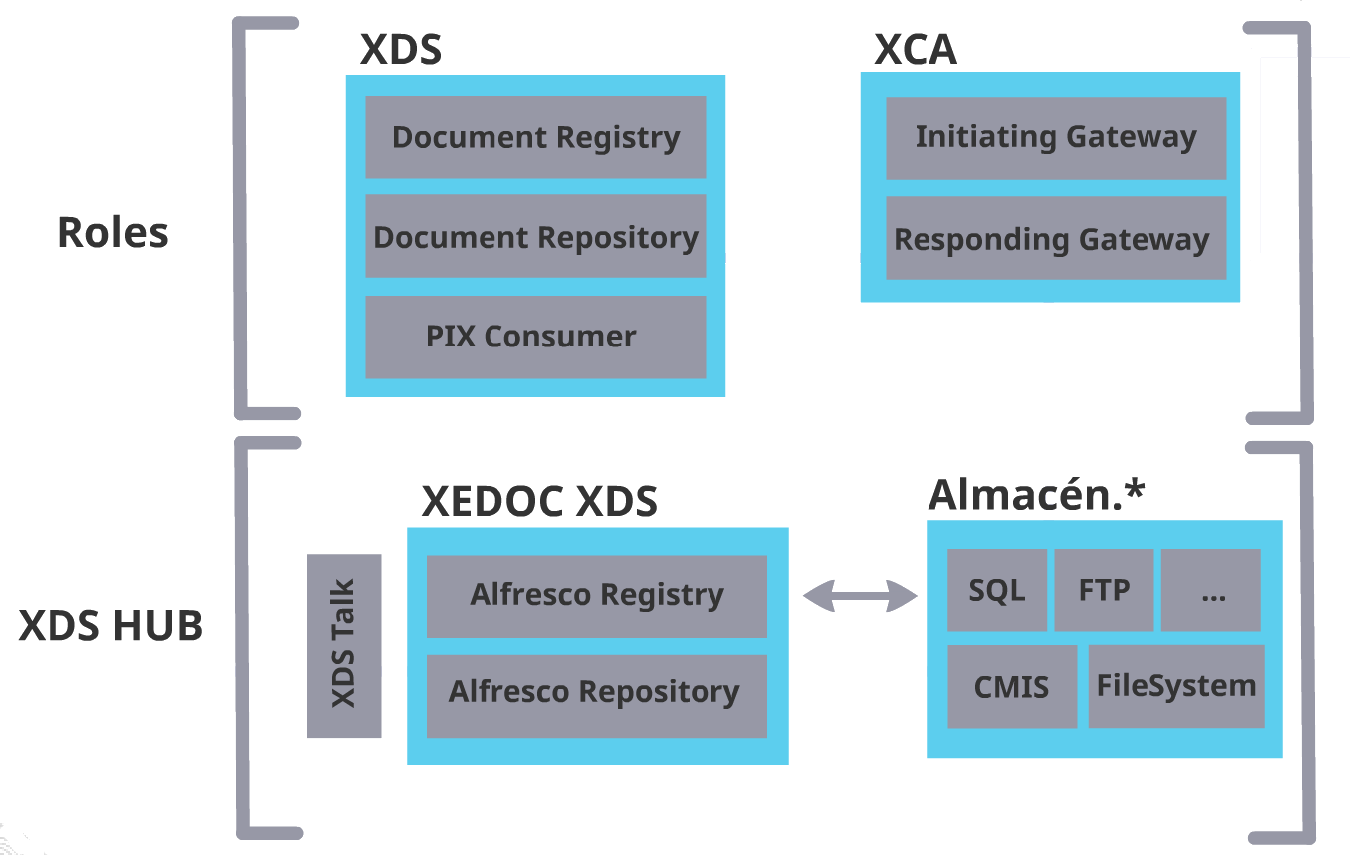 XDS
XCA
Document Registry
Initiating Gateway
Roles
Document Repository
Responding Gateway
PIX Consumer
XEDOC XDS
Almacén.*
XDS HUB
XDS Talk
Alfresco Registry
SQL
FTP
...
Alfresco Repository
CMIS
FileSystem